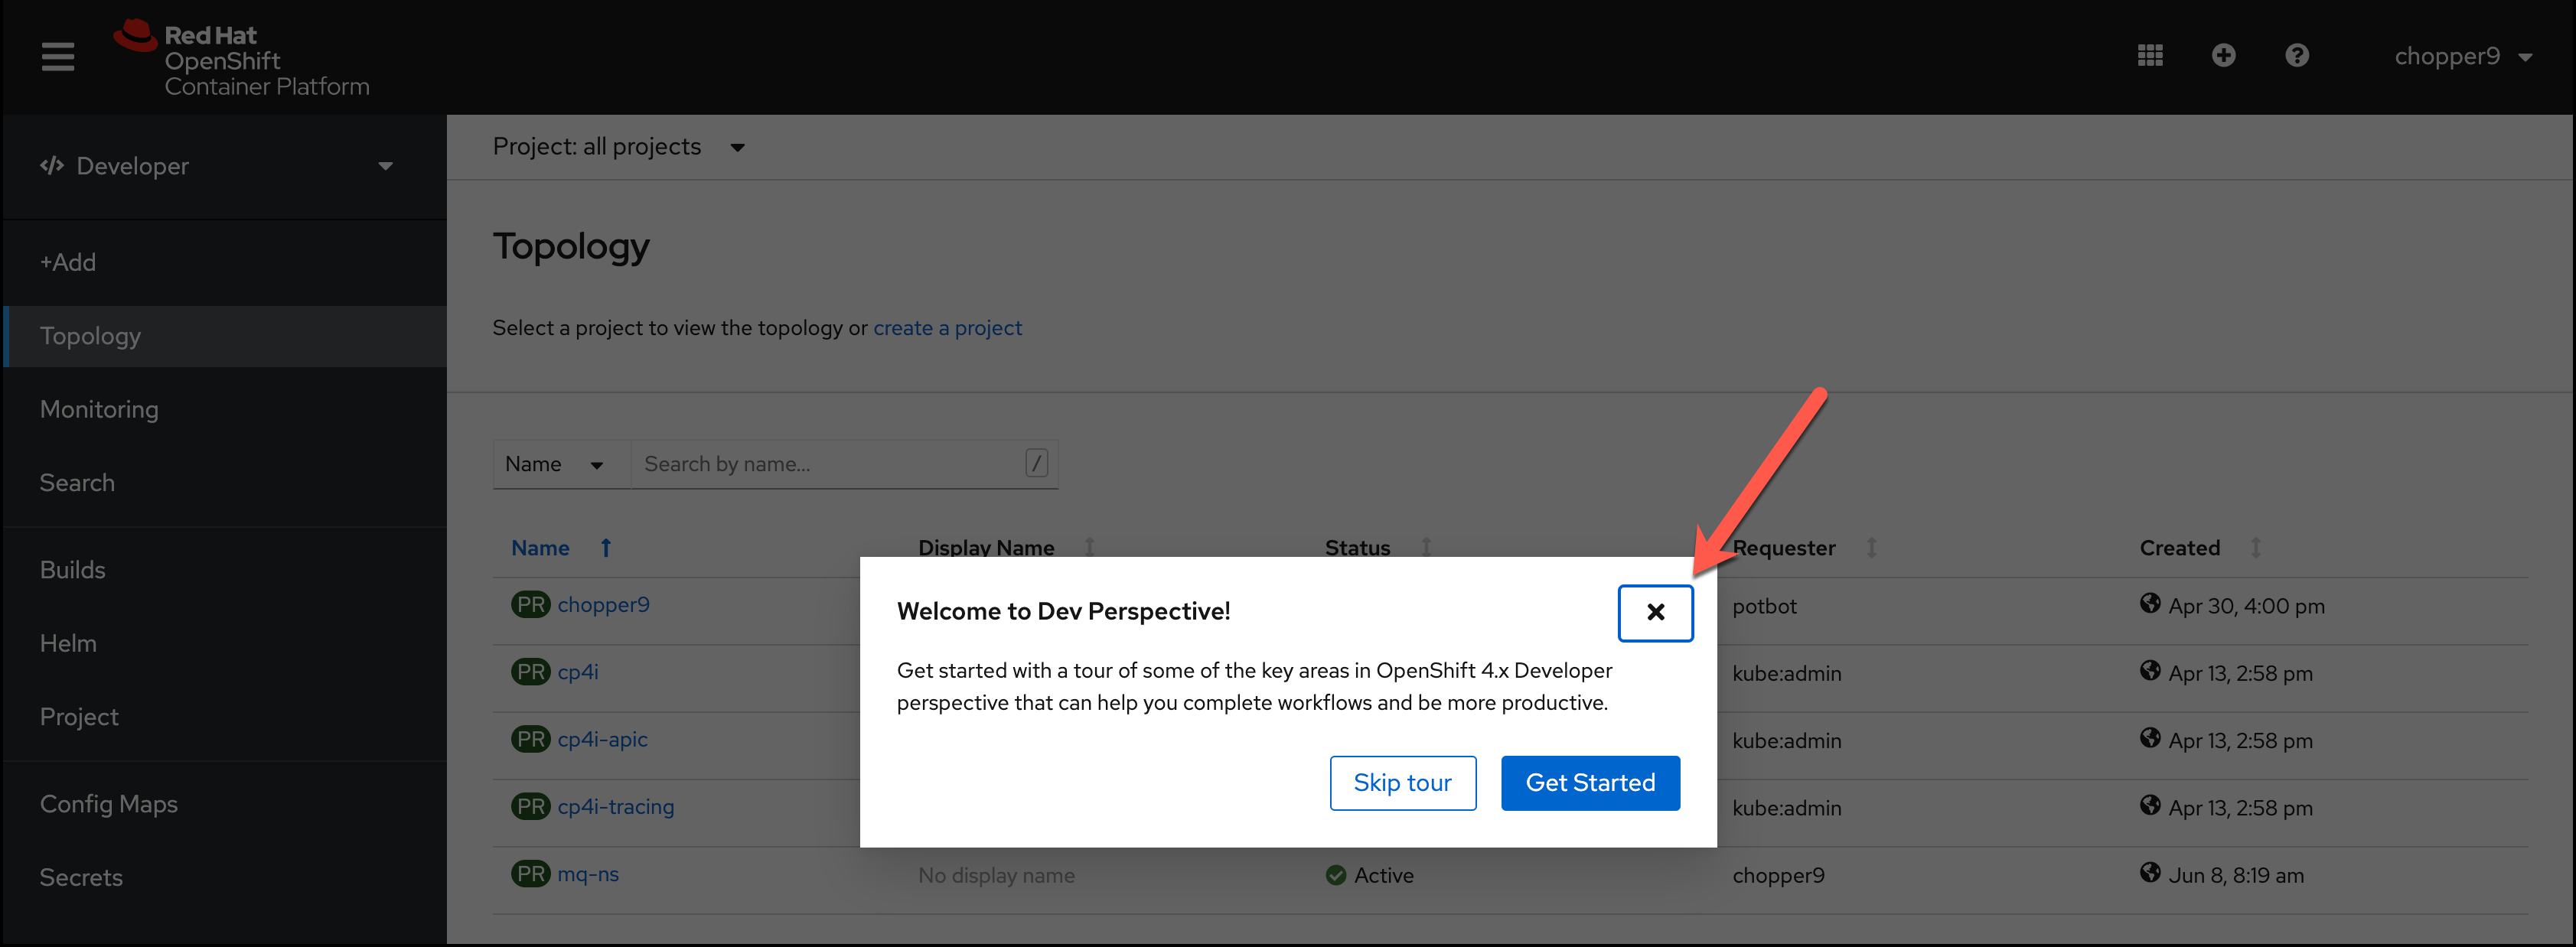 Red Hat
OpenShift
Container Platform
chopper9
Developer
Project: all projects
+Add
Topology
Monitoring
Search
Builds
Helm
Project
Config Maps
Secrets
Topology
Select a project to view the topology or create a project
Name Search by name... /
Name Display Name Status Requester Created
PR chopper9 potbot Apr 30, 4:00 pm
PR cp4i kube:admin Apr 13, 2:58 pm
PR cp4i-apic kube:admin Apr 13, 2:58 pm
PR cp4i-tracing kube:admin Apr 13, 2:58 pm
PR mq-ns No display name Active chopper9 Jun 8, 8:19 am
Welcome to Dev Perspective!
Get started with a tour of some of the key areas in OpenShift 4.x Developer
perspective that can help you complete workflows and be more productive.
Skip tour Get Started